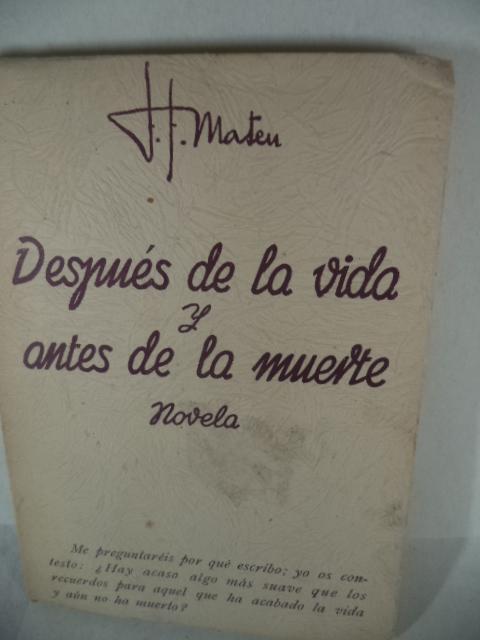 J. F. Mateu
Después de la vida
y
antes de la muerte
Novela
Me preguntaréis por qué escribo; yo os con-
testo: ¿Hay acaso algo más suave que los
recuerdos para aquel que ha acabado la vida
y aún no ha muerto?